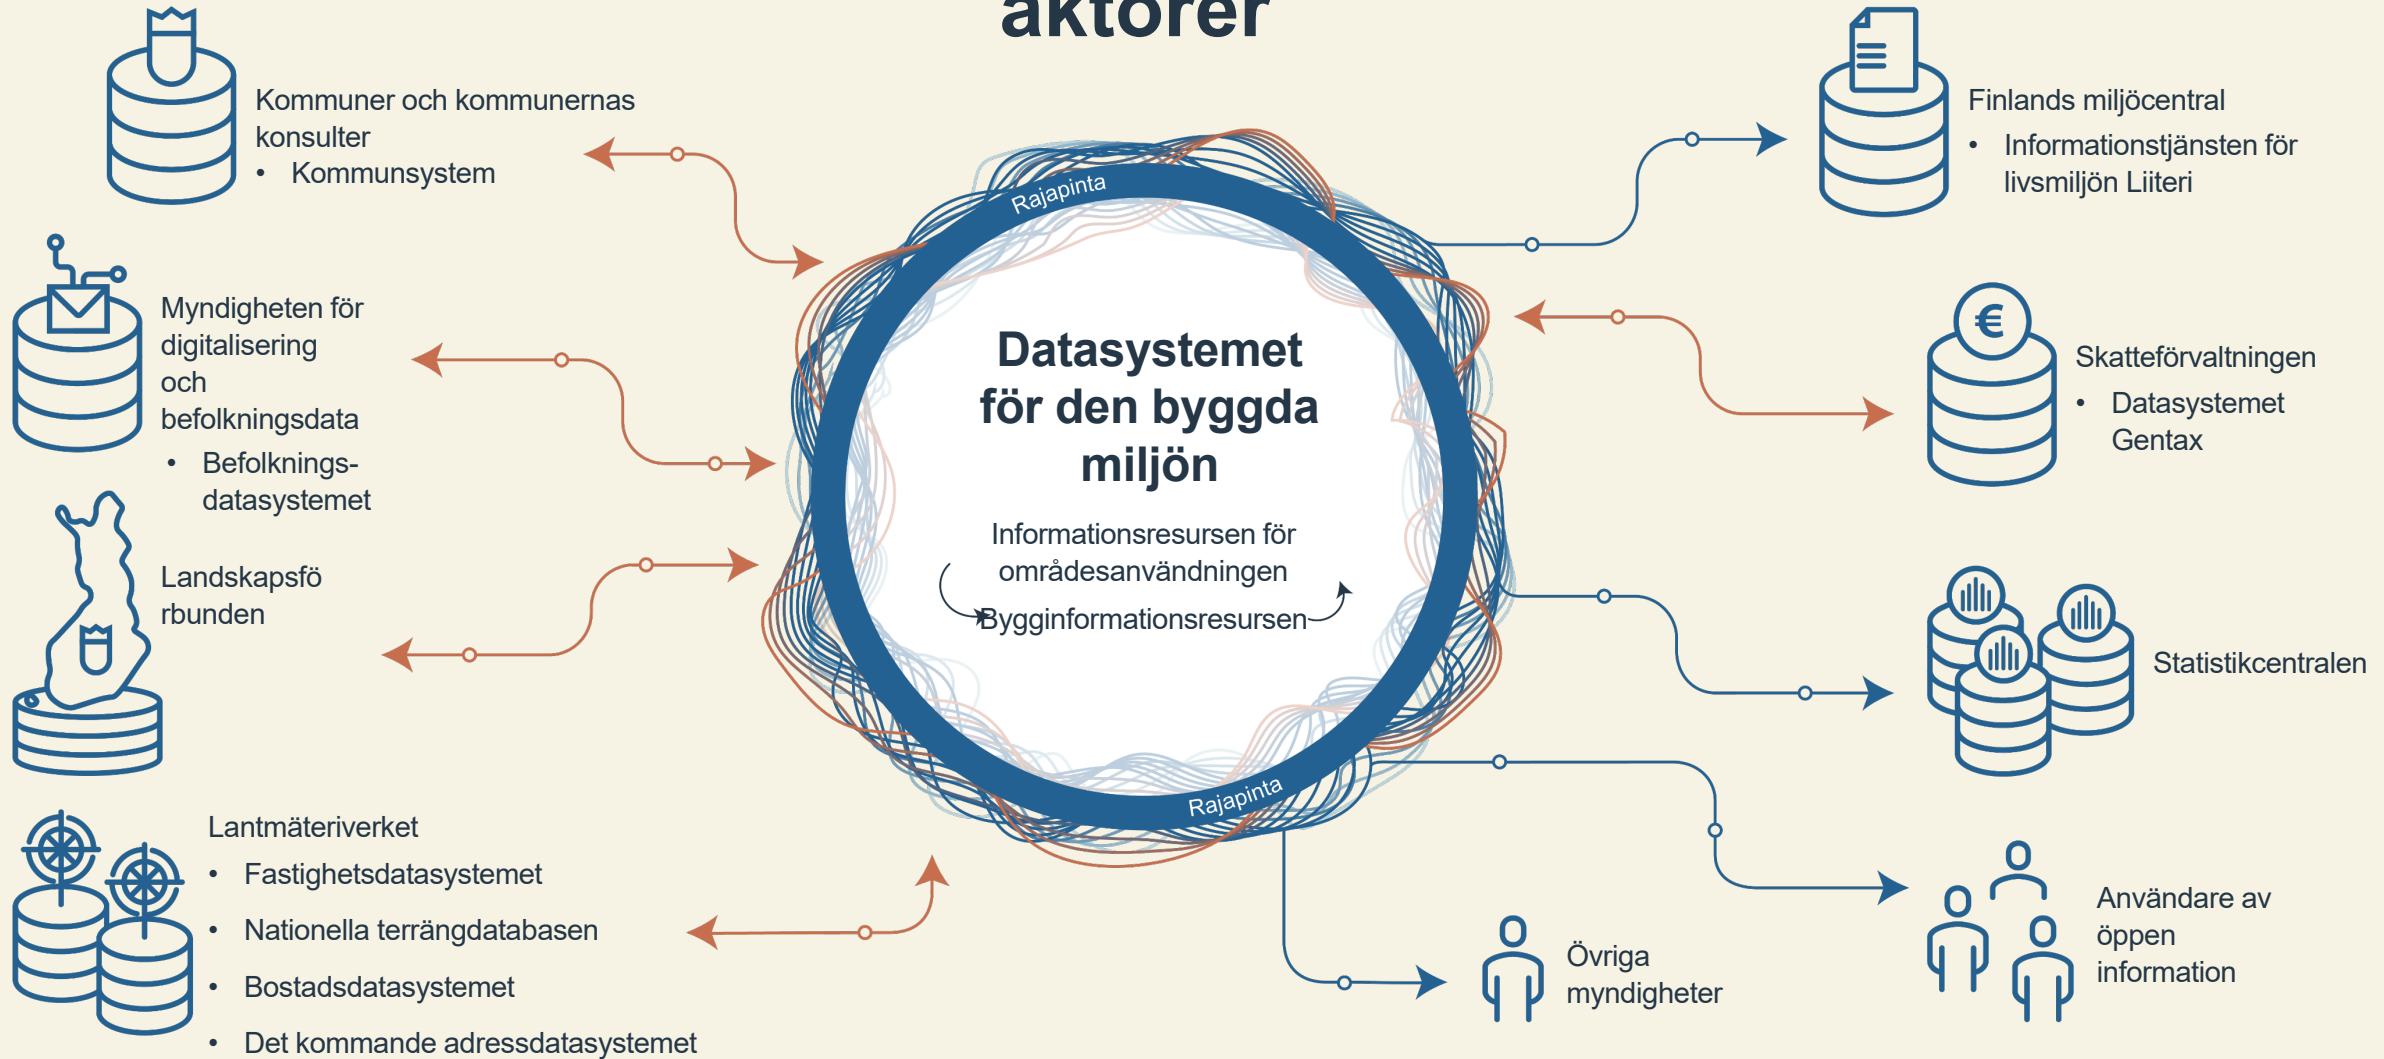 aktörer
Kommuner och kommunernas
konsulter
• Kommunsystem
Myndigheten för
digitalisering
och
befolkningsdata
• Befolknings-
datasystemet
Landskapsfö
rbunden
Lantmäteriverket
• Fastighetsdatasystemet
• Nationella terrängdatabasen
• Bostadsdatasystemet
• Det kommande adressdatasystemet
Rajapinta
Datasystemet
för den byggda
miljön
Informationsresursen för
områdesanvändningen
Bygginformationsresursen
Rajapinta
Finlands miljöcentral
• Informationstjänsten för
livsmiljön Liiteri
€
Skatteförvaltningen
• Datasystemet
Gentax
Statistikcentralen
Användare av
öppen
information
Övriga
myndigheter